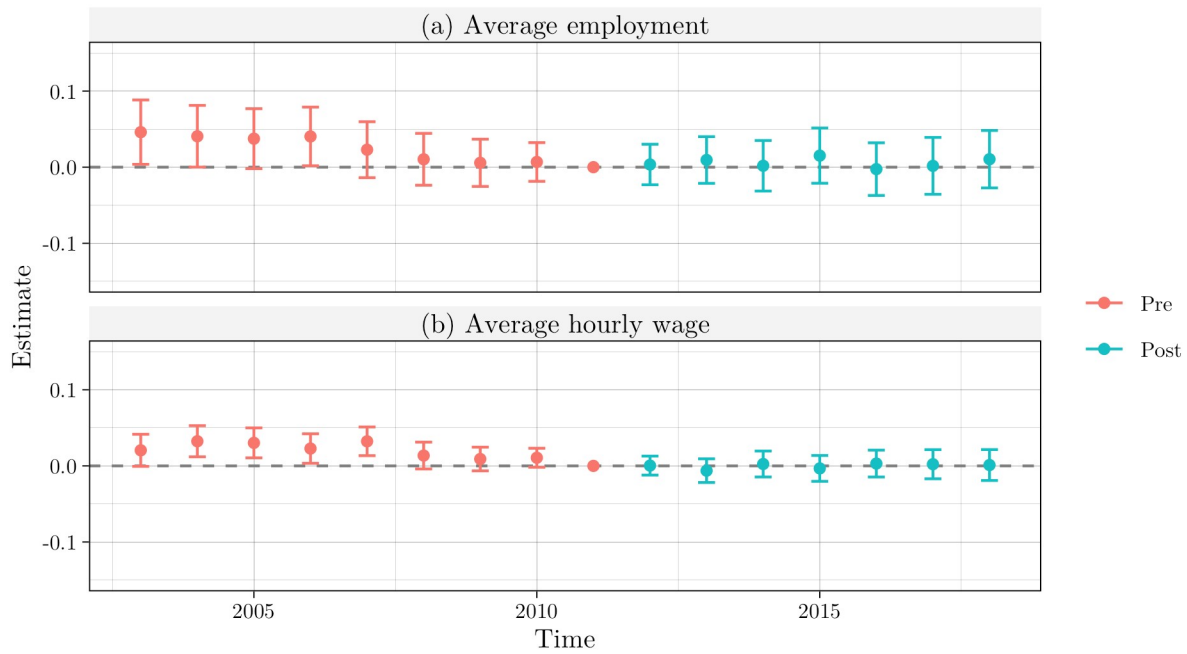 (a) Average employment
0.1
0.0
-0.1
(b) Average hourly wage
0.1
0.0
-0.1
2005 2010 2015
Time
Estimate
Pre
Post